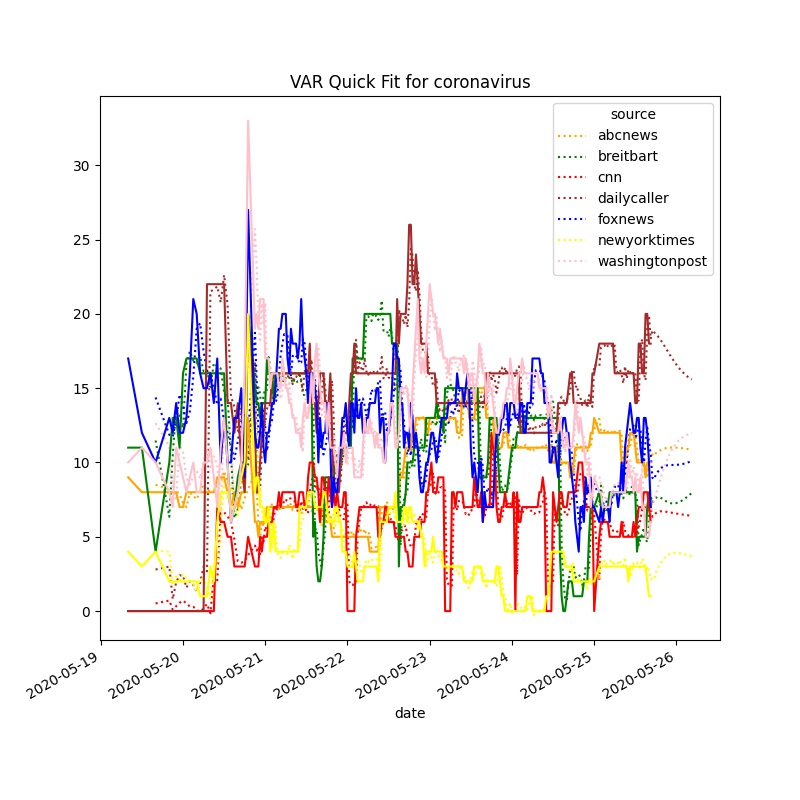 VAR Quick Fit for coronavirus
source
abcnews
breitbart
cnn
dailycaller
foxnews
newyorktimes
washingtonpost
30
25
20
15
10
5
0
2020-05-19
2020-05-20
2020-05-21
2020-05-22
2020-05-23
2020-05-24
2020-05-25
2020-05-26
date